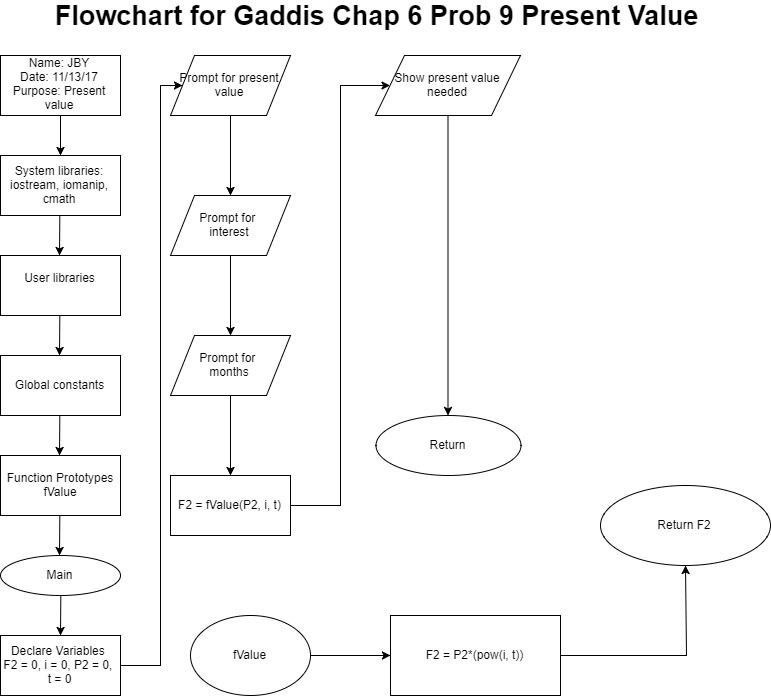 Flowchart for Gaddis Chap 6 Prob 9 Present Value
Name: JBY
Date: 11/13/17
Purpose: Present
value
System libraries:
iostream, iomanip,
cmath
User libraries
Global constants
Function Prototypes
fValue
Main
Declare Variables
F2 = 0, i = 0, P2 = 0,
t = 0
Prompt for present
value
Prompt for
interest
Prompt for
months
F2 = fValue(P2, i, t)
Show present value
needed
Return
fValue
F2 = P2*(pow(i, t))
Return F2